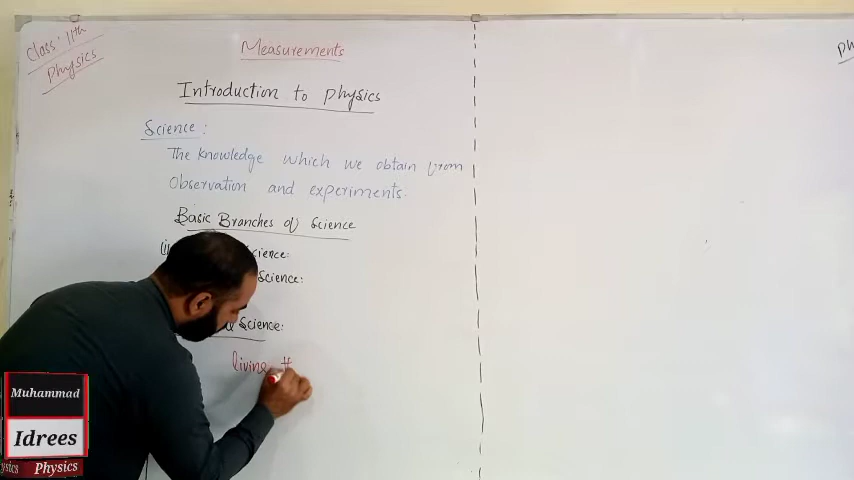 Class: 11th
Physics
Measurements
Ph
Introduction to physics
Science:
The knowledge which we obtain from
Observation and experiments.
Basic Branches of Science
Science:
Science:
Science:
living
Muhammad
Idrees
Physics